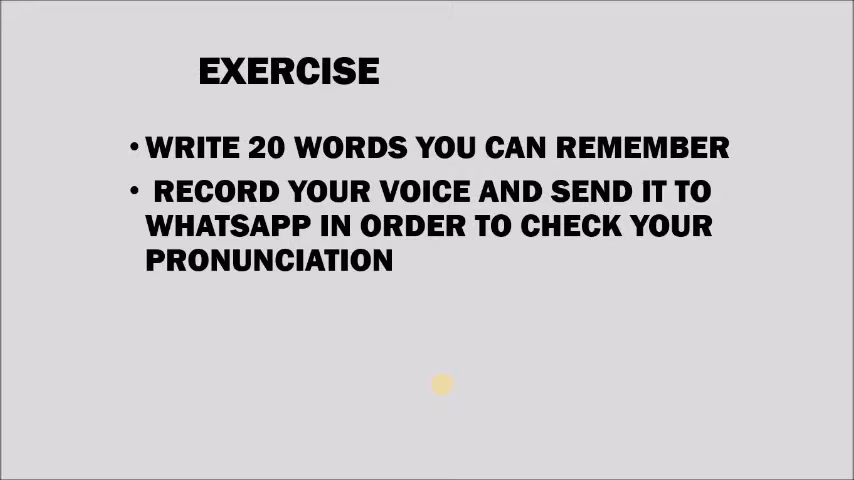 EXERCISE
• WRITE 20 WORDS YOU CAN REMEMBER
• RECORD YOUR VOICE AND SEND IT TO
WHATSAPP IN ORDER TO CHECK YOUR
PRONUNCIATION